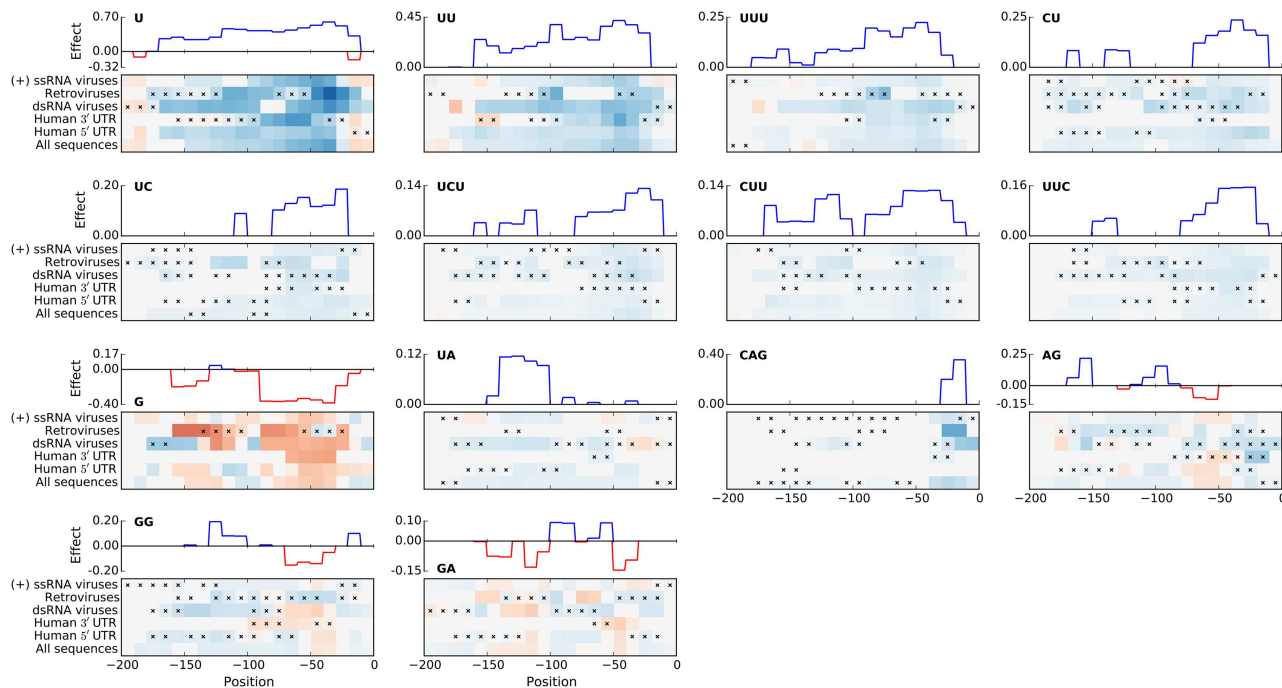 U UU UUU CU
0.70 0.45 0.25 0.25
Effect
0.00
-0.32 0.00 0.00 0.00
(+) ssRNA viruses
Retroviruses
dsRNA viruses
Human 3′ UTR
Human 5′ UTR
All sequences
UC UCU CUU UUC
0.20 0.14 0.14 0.16
Effect
0.00 0.00 0.00 0.00
(+) ssRNA viruses
Retroviruses
dsRNA viruses
Human 3′ UTR
Human 5′ UTR
All sequences
0.17 0.12 0.40 0.25
UA CAG AG
Effect
0.00 0.00
-0.40 0.00 0.00 -0.15
G
(+) ssRNA viruses
Retroviruses
dsRNA viruses
Human 3′ UTR
Human 5′ UTR
All sequences
−200 −150 −100 −50 0 −200 −150 −100 −50 0
GG
0.20 0.10
Effect
0.00 0.00
-0.20 -0.15
GA
(+) ssRNA viruses
Retroviruses
dsRNA viruses
Human 3′ UTR
Human 5′ UTR
All sequences
−200 −150 −100 −50 0 −200 −150 −100 −50 0
Position Position